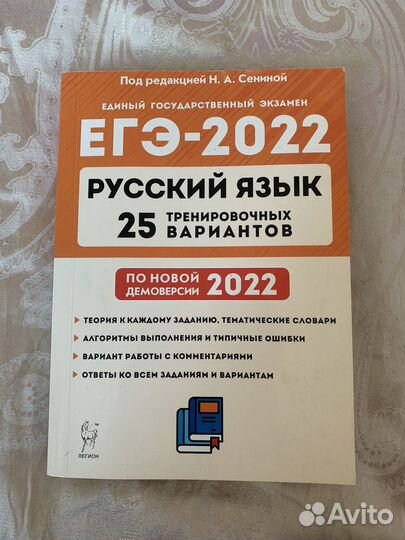 Под редакцией Н. А. Сениной
ЕДИНЫЙ ГОСУДАРСТВЕННЫЙ ЭКЗАМЕН
ЕГЭ-2022
РУССКИЙ ЯЗЫК
25 ТРЕНИРОВОЧНЫХ
ВАРИАНТОВ
ПО НОВОЙ
ДЕМОВЕРСИИ 2022
ТЕОРИЯ К КАЖДОМУ ЗАДАНИЮ, ТЕМАТИЧЕСКИЕ СЛОВАРИ
АЛГОРИТМЫ ВЫПОЛНЕНИЯ И ТИПИЧНЫЕ ОШИБКИ
ВАРИАНТ РАБОТЫ С КОММЕНТАРИЯМИ
ОТВЕТЫ КО ВСЕМ ЗАДАНИЯМ И ВАРИАНТАМ
TM
ЛЕГИОН
Avito